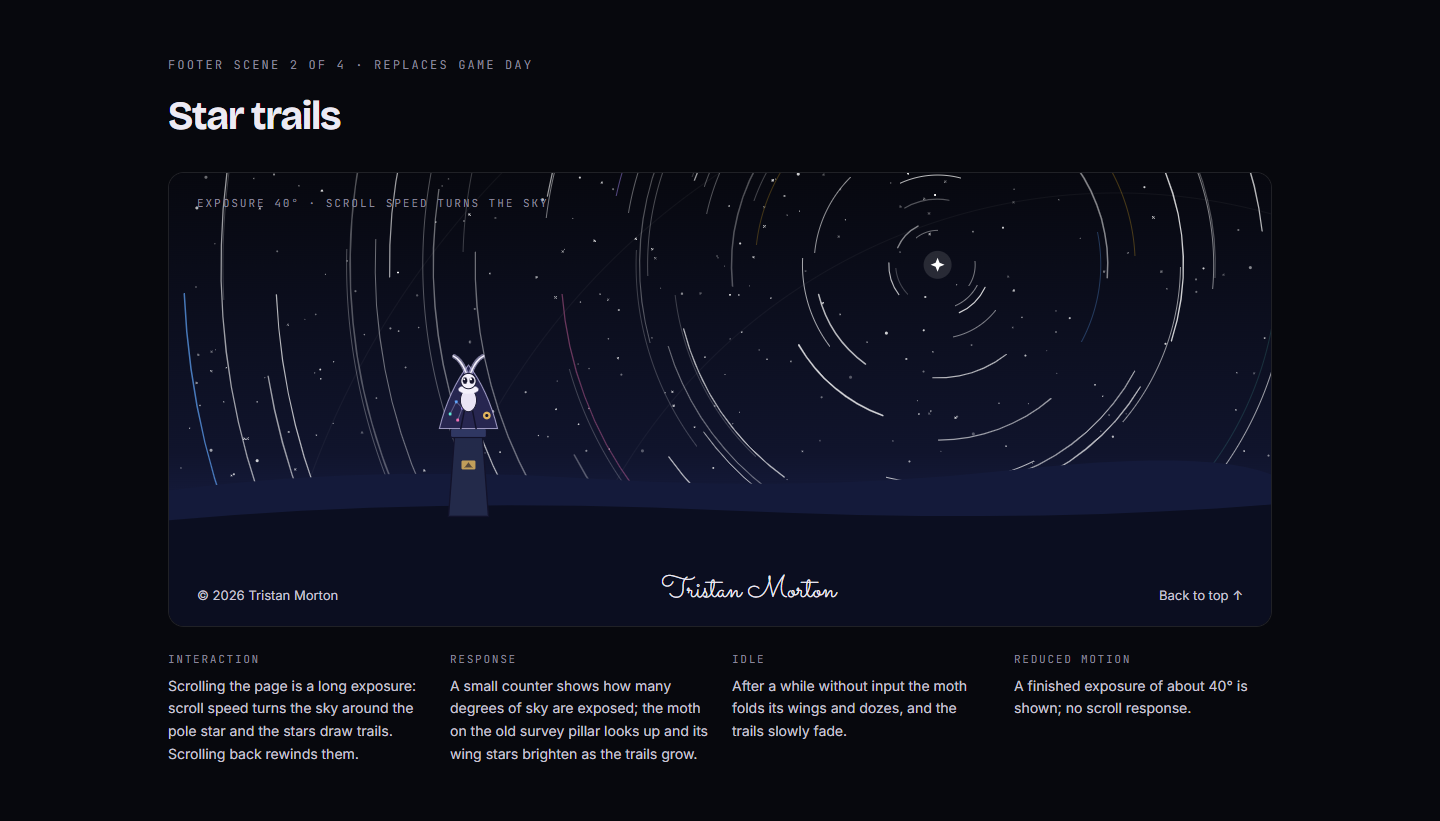 FOOTER SCENE 2 OF 4 · REPLACES GAME DAY
Star trails
EXPOSURE 40° · SCROLL SPEED TURNS THE SKY
© 2026 Tristan Morton
Tristan Morton
Back to top ↑
INTERACTION
Scrolling the page is a long exposure:
scroll speed turns the sky around the
pole star and the stars draw trails.
Scrolling back rewinds them.
RESPONSE
A small counter shows how many
degrees of sky are exposed; the moth
on the old survey pillar looks up and its
wing stars brighten as the trails grow.
IDLE
After a while without input the moth
folds its wings and dozes, and the
trails slowly fade.
REDUCED MOTION
A finished exposure of about 40° is
shown; no scroll response.